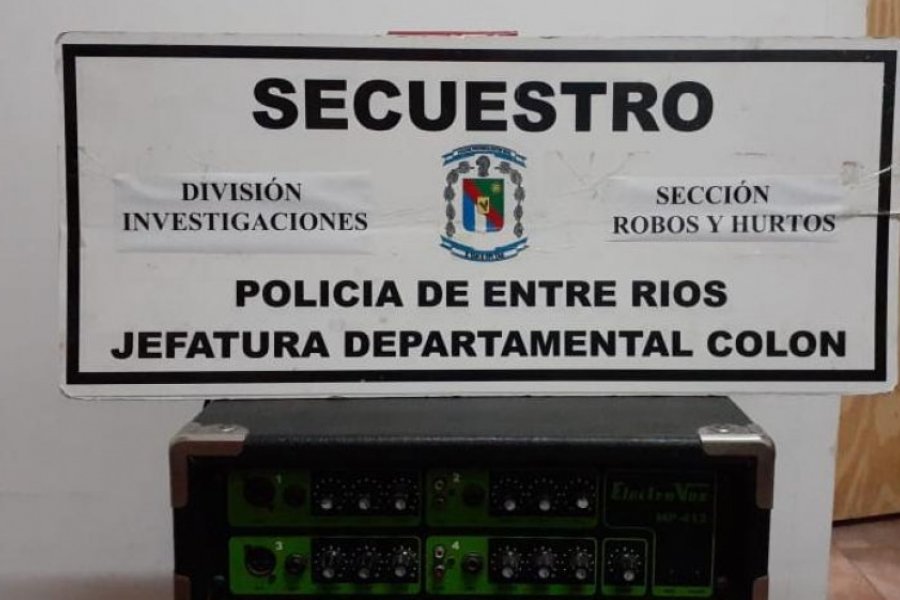 SECUESTRO
DIVISIÓN
INVESTIGACIONES
SECCIÓN
ROBOS Y HURTOS
POLICIA DE ENTRE RIOS
JEFATURA DEPARTAMENTAL COLON
1
2
ElectroVox
3
4